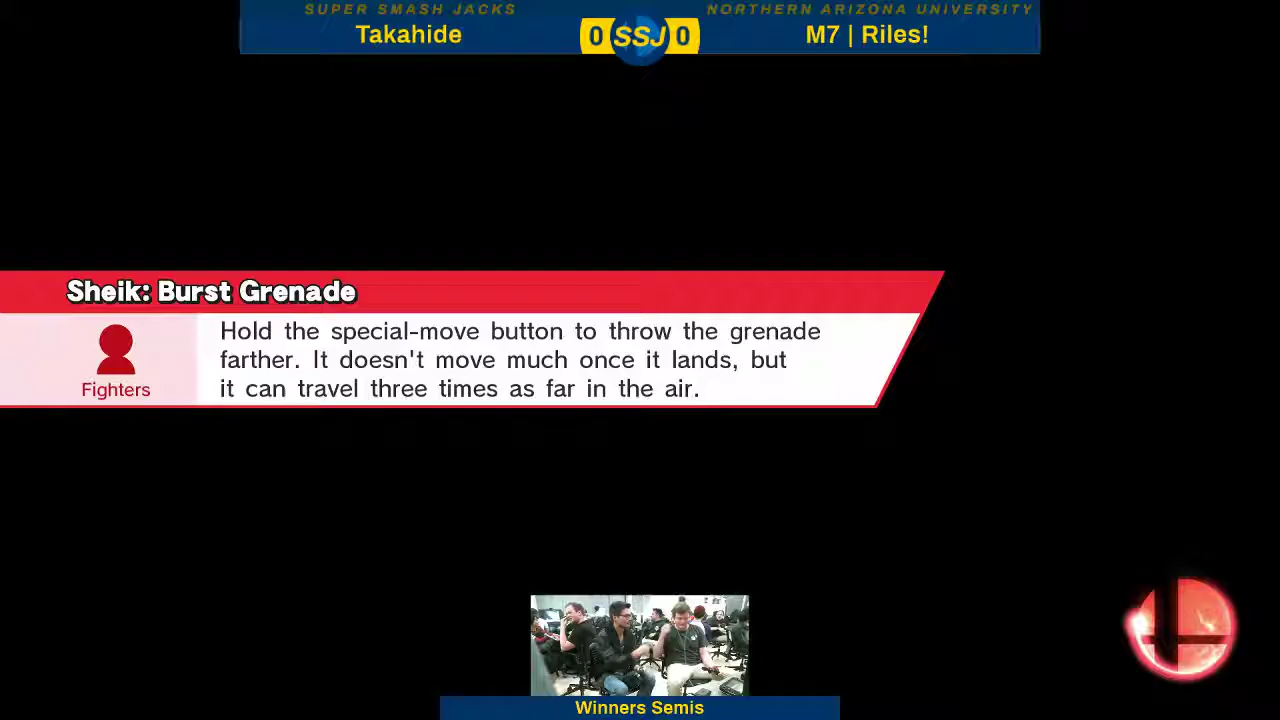 SUPER SMASH JACKS
NORTHERN ARIZONA UNIVERSITY
Takahide
0 SSJ 0
M7 | Riles!
Sheik: Burst Grenade
Hold the special-move button to throw the grenade
farther. It doesn't move much once it lands, but
it can travel three times as far in the air.
Fighters
Winners Semis